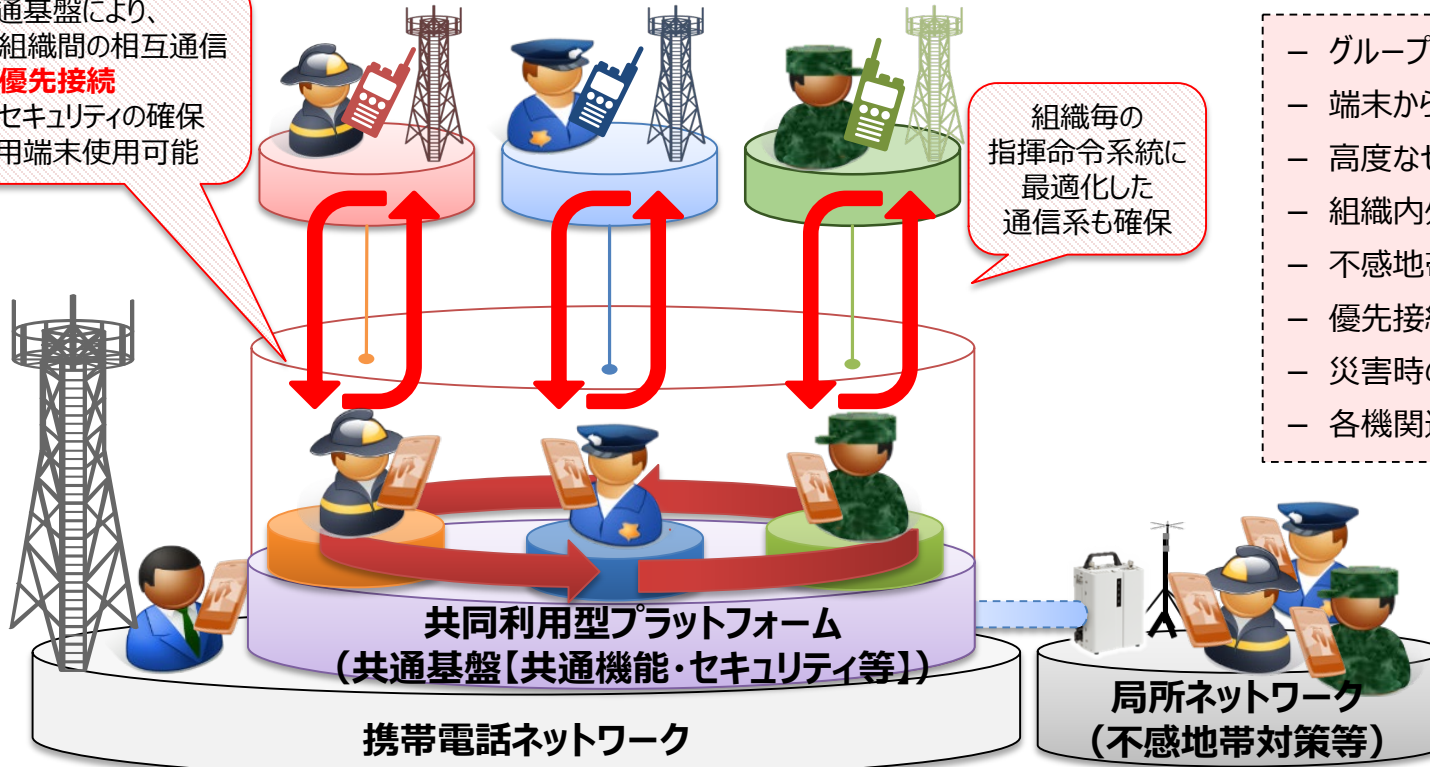 通基盤により、
組織間の相互通信
優先接続
セキュリティの確保
用端末使用可能
組織毎の
指揮命令系統に
最適化した
通信系も確保
－ グループ
－ 端末から
－ 高度なセ
－ 組織内外
－ 不感地帯
－ 優先接続
－ 災害時の
－ 各機関
共同利用型プラットフォーム
（共通基盤【共通機能・セキュリティ等】）
携帯電話ネットワーク
局所ネットワーク
（不感地帯対策等）